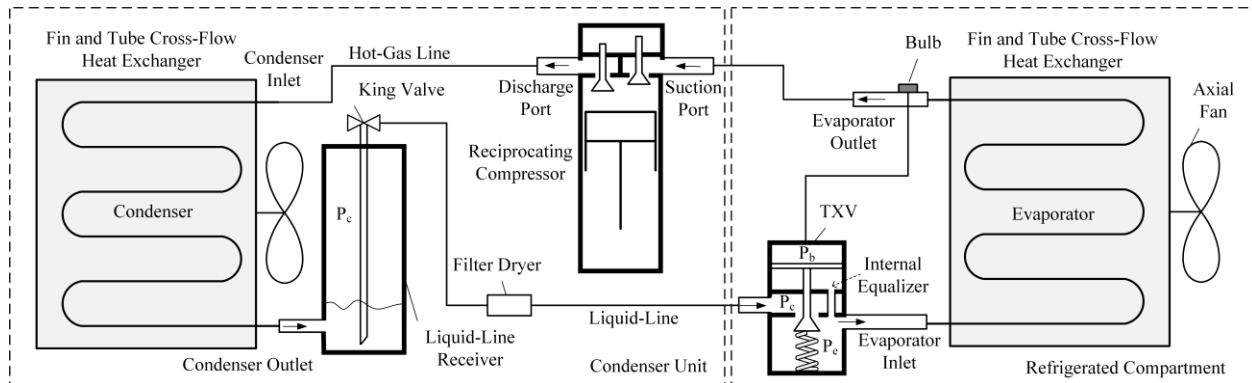 Fin and Tube Cross-Flow
Heat Exchanger
Condenser
Inlet
Hot-Gas Line
King Valve
Discharge
Port
Suction
Port
Reciprocating
Compressor
Bulb
Evaporator
Outlet
Fin and Tube Cross-Flow
Heat Exchanger
Axial
Fan
Condenser
Pc
Filter Dryer
TXV
Pb
Internal
Equalizer
Pc
Pe
Evaporator
Liquid-Line
Liquid-Line
Receiver
Condenser Outlet
Condenser Unit
Evaporator
Inlet
Refrigerated Compartment